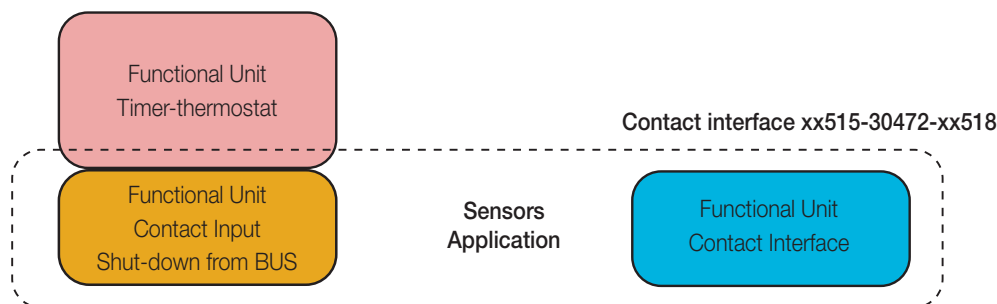 Functional Unit
Timer-thermostat
Contact interface xx515-30472-xx518
Functional Unit
Contact Input
Shut-down from BUS
Sensors
Application
Functional Unit
Contact Interface